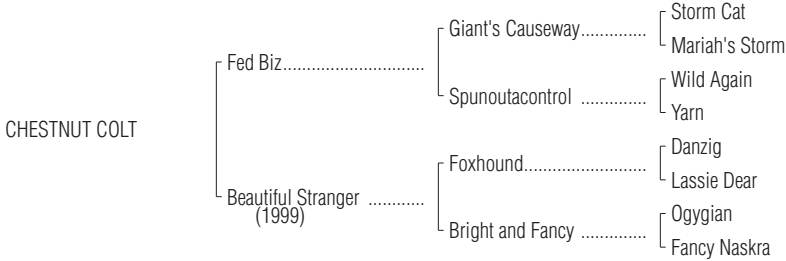 Storm Cat
Giant's Causeway..............
Mariah's Storm
Fed Biz.............................
Wild Again
Spunoutacontrol ..............
Yarn
CHESTNUT COLT
Danzig
Foxhound..........................
Lassie Dear
Beautiful Stranger ............
(1999)
Ogygian
Bright and Fancy ..............
Fancy Naskra